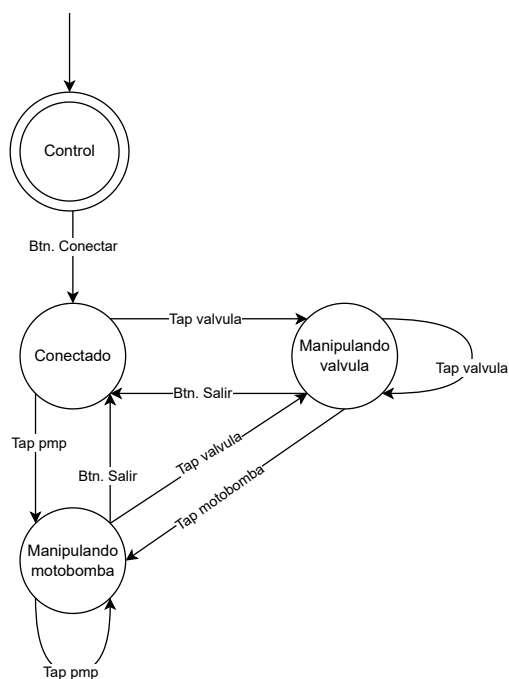 Control
Btn. Conectar
Tap valvula
Conectado
Manipulando
valvula
Tap valvula
Btn. Salir
Tap pmp
Tap valvula
Btn. Salir
Tap motobomba
Manipulando
motobomba
Tap pmp